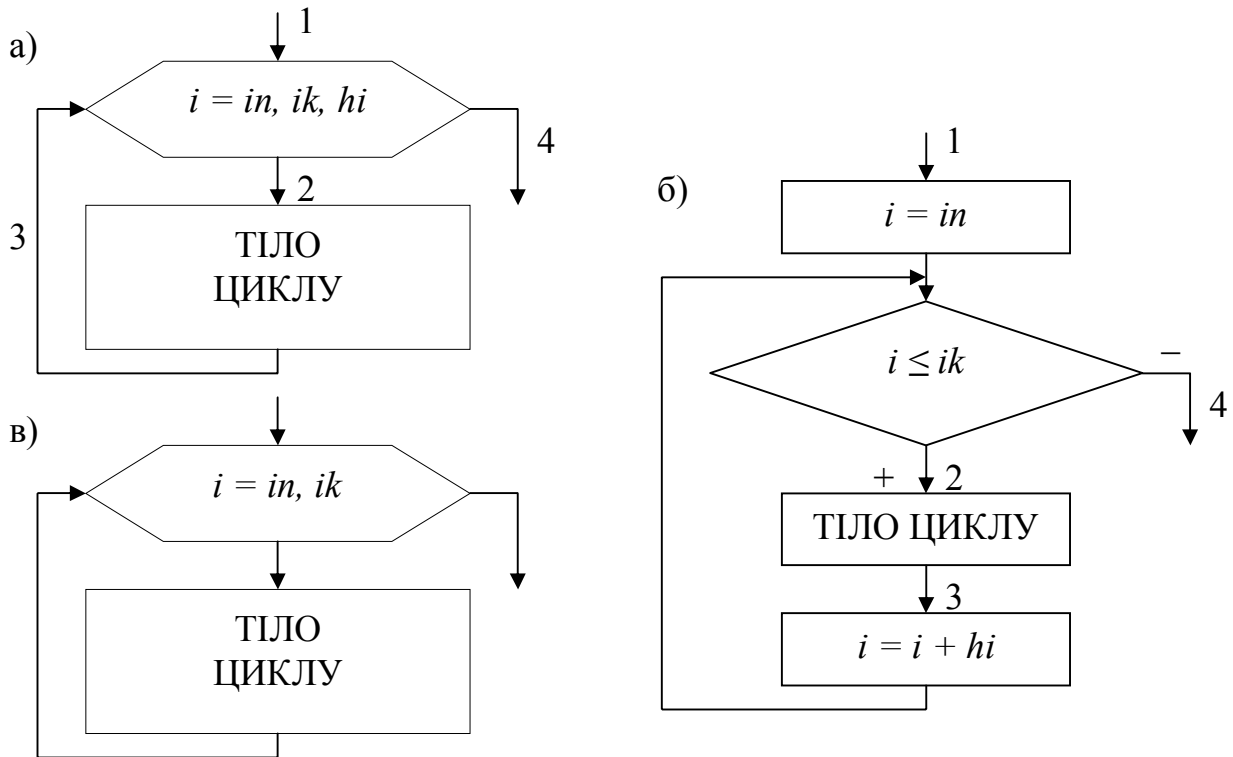 а)
1
i = in, ik, hi
4
2
3
ТІЛО
ЦИКЛУ
в)
i = in, ik
ТІЛО
ЦИКЛУ
б)
1
i = in
i ≤ ik
–
4
+ 2
ТІЛО ЦИКЛУ
3
i = i + hi